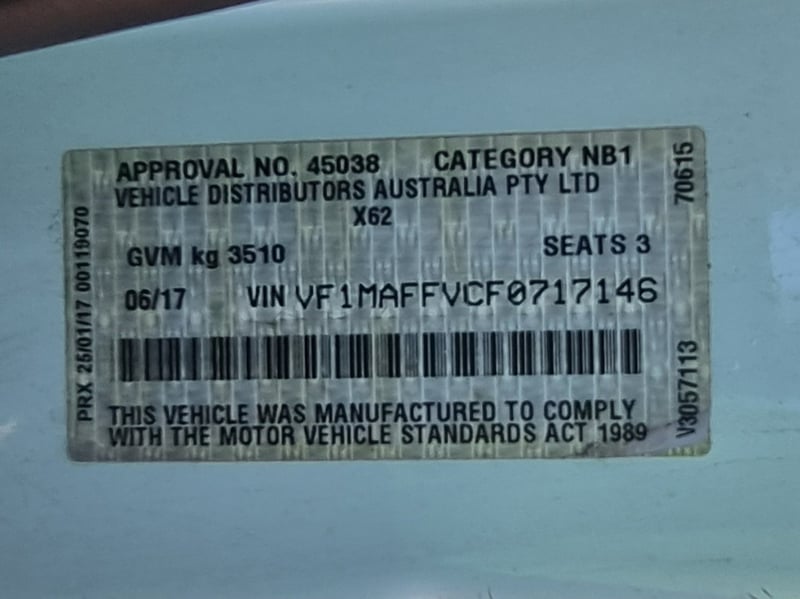 APPROVAL NO. 45038 CATEGORY NB1
VEHICLE DISTRIBUTORS AUSTRALIA PTY LTD
X62
GVM kg 3510 SEATS 3
06/17 VIN VF1MAFFVCF0717146
THIS VEHICLE WAS MANUFACTURED TO COMPLY
WITH THE MOTOR VEHICLE STANDARDS ACT 1989
PRX 25/01/17 00119070
70615
V3057113